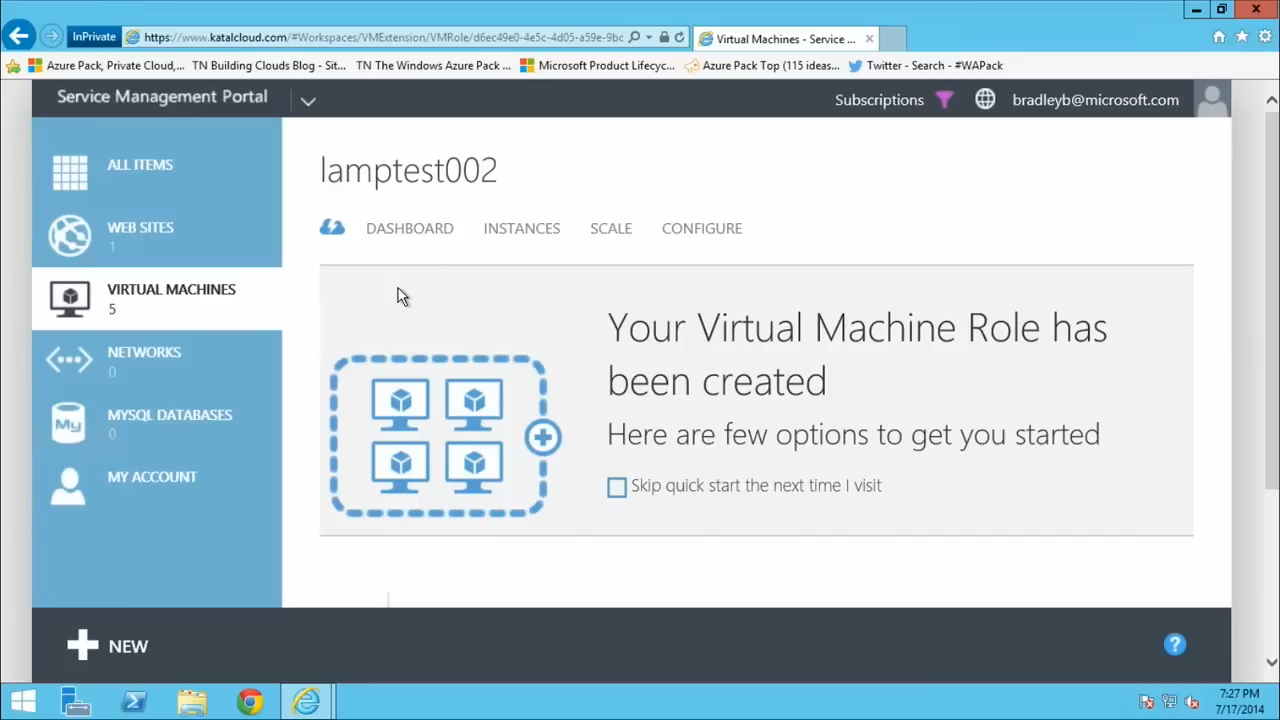 InPrivate
https://www.katalcloud.com/#Workspaces/VMExtension/VMRole/d6ec49e0-4e5c-4d05-a59e-9bc
Virtual Machines - Service ...
Azure Pack, Private Cloud,...
TN Building Clouds Blog - Sit...
TN The Windows Azure Pack ...
Microsoft Product Lifecyc...
Azure Pack Top (115 ideas...
Twitter - Search - #WAPack
Service Management Portal
Subscriptions
bradleyb@microsoft.com
ALL ITEMS
WEB SITES
1
VIRTUAL MACHINES
5
NETWORKS
0
MYSQL DATABASES
0
My
MY ACCOUNT
lamptest002
DASHBOARD
INSTANCES
SCALE
CONFIGURE
Your Virtual Machine Role has
been created
Here are few options to get you started
Skip quick start the next time I visit
NEW
?
7:27 PM
7/17/2014